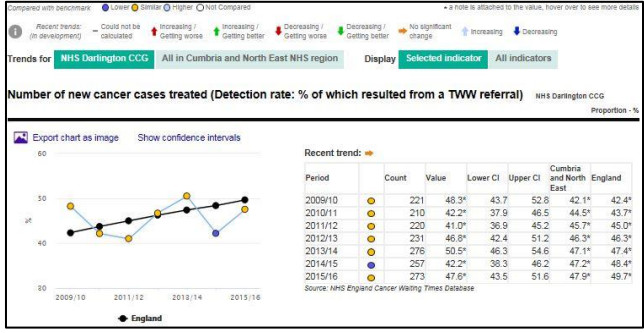 Compared with benchmark Lower Similar Higher Not Compared
• a note is attached to the value, hover over to see more details
Recent trends: (in development)
– Could not be calculated
Increasing / Getting worse
Increasing / Getting better
Decreasing / Getting worse
Decreasing / Getting better
No significant change
Increasing
Decreasing
Trends for NHS Darlington CCG All in Cumbria and North East NHS region Display Selected indicator All indicators
Number of new cancer cases treated (Detection rate: % of which resulted from a TWW referral) NHS Darlington CCG
Proportion - %
Export chart as image Show confidence intervals
Recent trend:
Period Count Value Lower CI Upper CI Cumbria and North East England
2009/10 221 48.3* 43.7 52.8 42.1* 42.4*
2010/11 210 42.2* 37.9 46.5 44.5* 43.7*
2011/12 220 41.0* 36.9 45.2 45.7* 45.0*
2012/13 231 46.8* 42.4 51.2 46.3* 46.3*
2013/14 276 50.5* 46.3 54.6 47.1* 47.4*
2014/15 257 42.2* 38.3 46.2 47.2* 48.4*
2015/16 273 47.6* 43.5 51.6 47.9* 49.7*
Source: NHS England Cancer Waiting Times Database
60
50
%
40
30
2009/10 2011/12 2013/14 2015/16
England